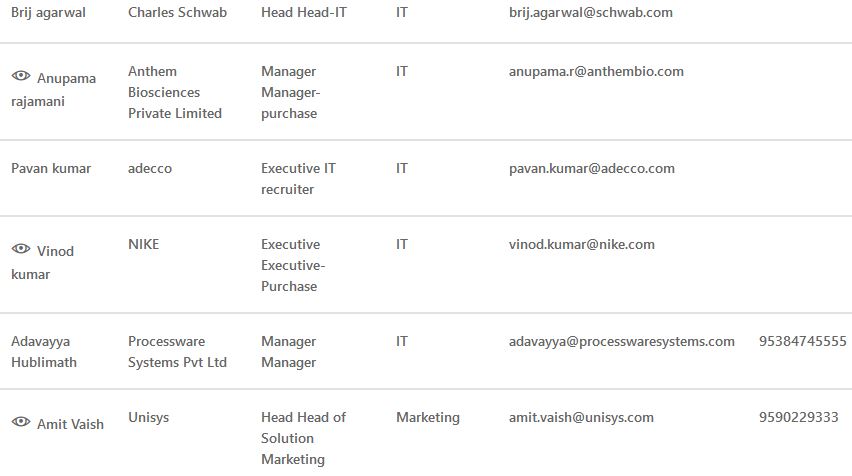 Brij agarwal Charles Schwab Head Head-IT IT brij.agarwal@schwab.com
Anupama rajamani Anthem Biosciences Private Limited Manager Manager-purchase IT anupama.r@anthembio.com
Pavan kumar adecco Executive IT recruiter IT pavan.kumar@adecco.com
Vinod kumar NIKE Executive Executive-Purchase IT vinod.kumar@nike.com
Adavayya Hublimath Processware Systems Pvt Ltd Manager Manager IT adavayya@processwaresystems.com 95384745555
Amit Vaish Unisys Head Head of Solution Marketing Marketing amit.vaish@unisys.com 9590229333